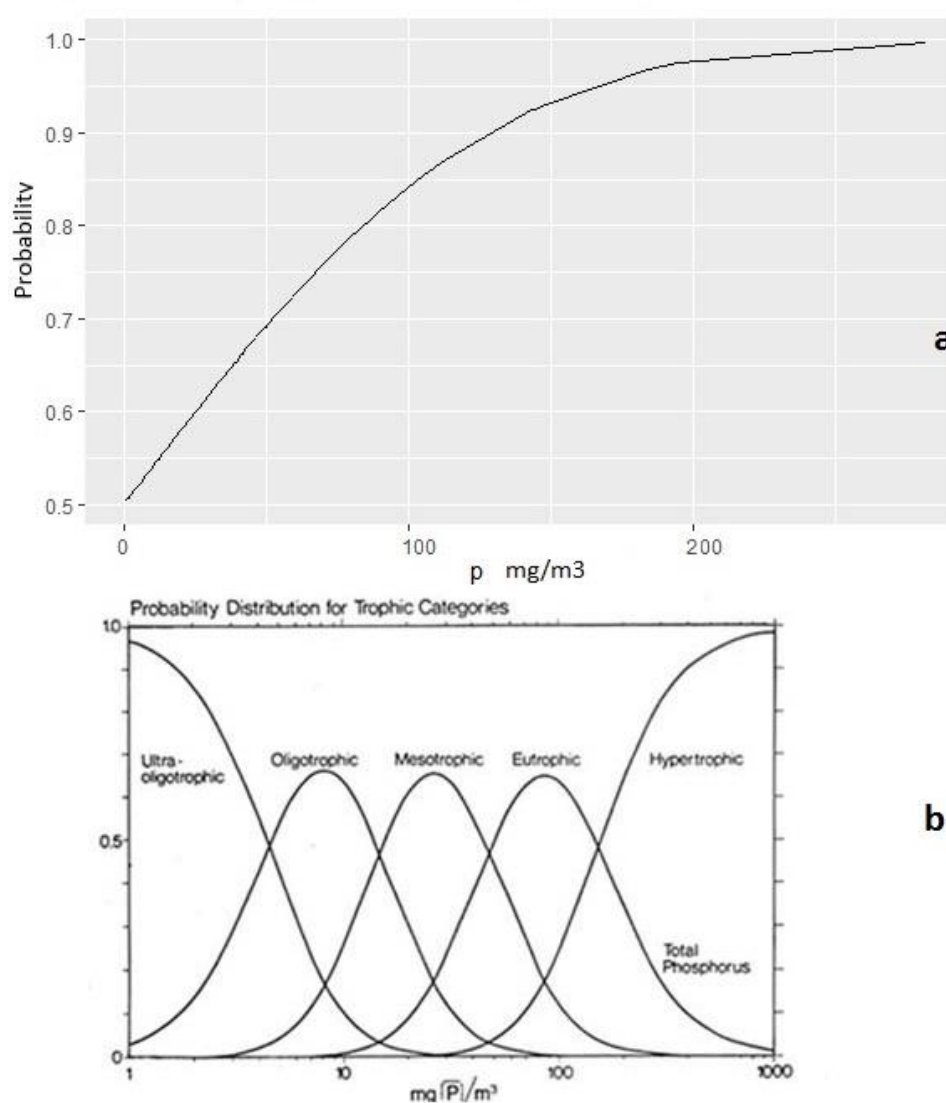 1.0
0.9
0.8
0.7
0.6
0.5
Probability
0
100
200
p mg/m3
a
Probability Distribution for Trophic Categories
1.0
0.5
0
Ultra-
oligotrophic
Oligotrophic
Mesotrophic
Eutrophic
Hypertrophic
Total
Phosphorus
1
10
100
1000
mg [P]/m³
b